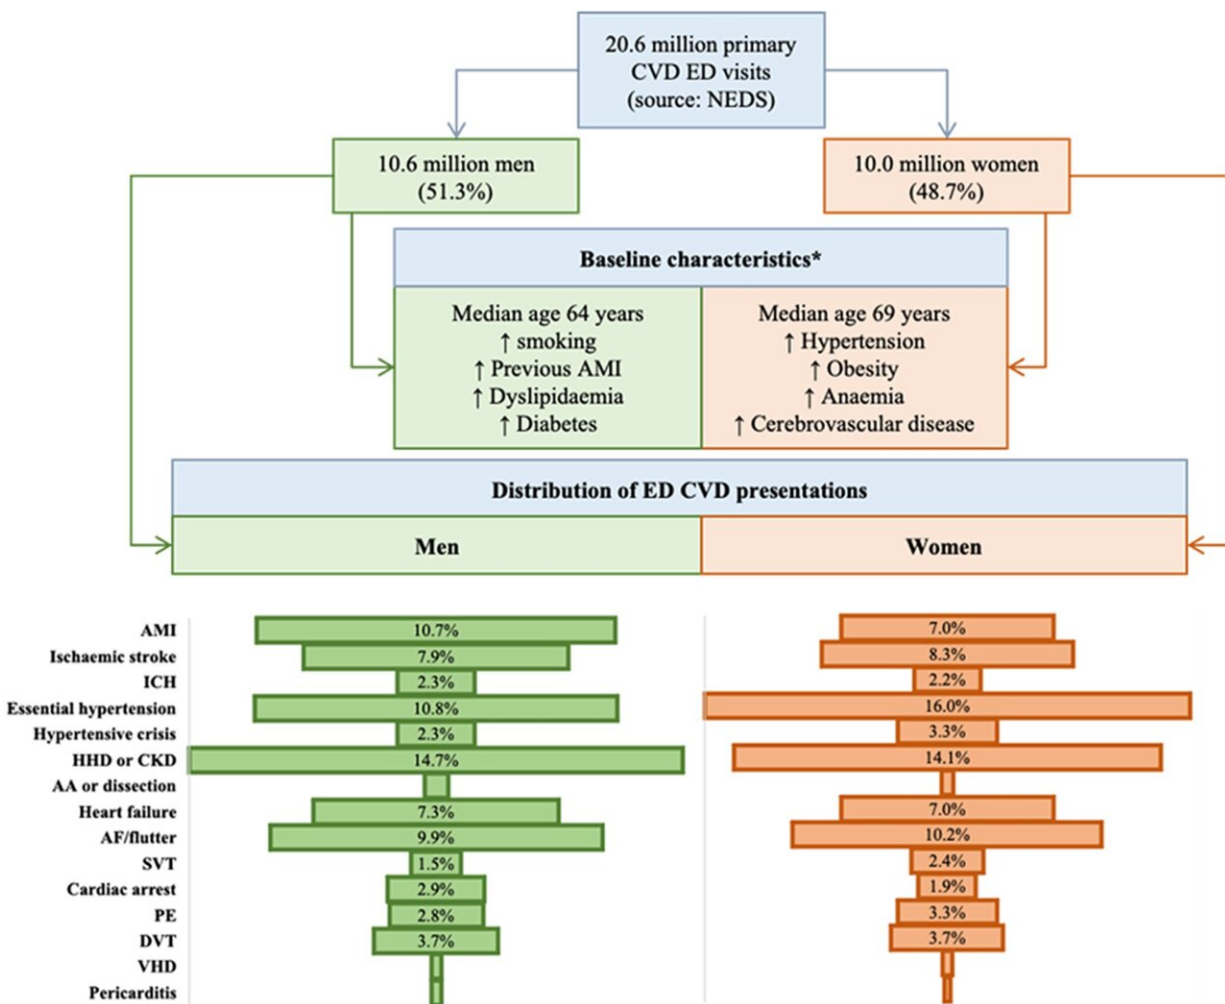 20.6 million primary
CVD ED visits
(source: NEDS)
10.6 million men
(51.3%)
10.0 million women
(48.7%)
Baseline characteristics*
Median age 64 years
↑ smoking
↑ Previous AMI
↑ Dyslipidaemia
↑ Diabetes
Median age 69 years
↑ Hypertension
↑ Obesity
↑ Anaemia
↑ Cerebrovascular disease
Distribution of ED CVD presentations
Men Women
AMI 10.7% 7.0%
Ischaemic stroke 7.9% 8.3%
ICH 2.3% 2.2%
Essential hypertension 10.8% 16.0%
Hypertensive crisis 2.3% 3.3%
HHD or CKD 14.7% 14.1%
AA or dissection
Heart failure 7.3% 7.0%
AF/flutter 9.9% 10.2%
SVT 1.5% 2.4%
Cardiac arrest 2.9% 1.9%
PE 2.8% 3.3%
DVT 3.7% 3.7%
VHD
Pericarditis